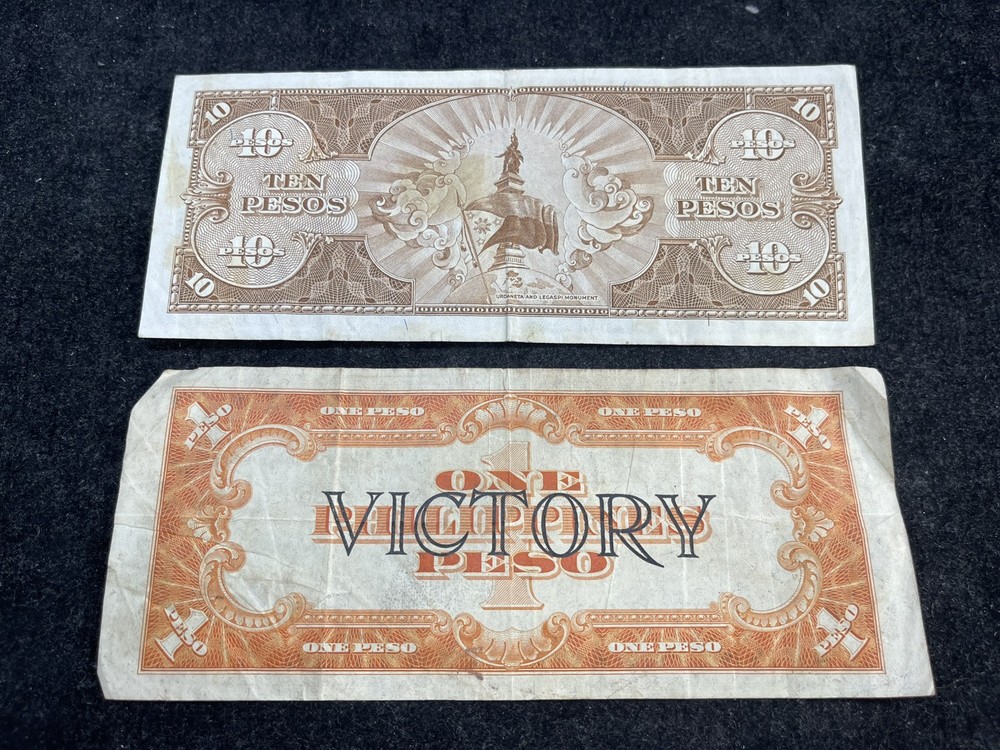 10 10
10 PESOS 10 PESOS
TEN PESOS TEN PESOS
10 PESOS 10 PESOS
10 URDANETA AND LEGASPI MONUMENT 10
1 PESO ONE PESO ONE PESO 1 PESO
1
ONE
PHILIPPINES
VICTORY
PESO
PESO 1 ONE PESO ONE PESO PESO 1